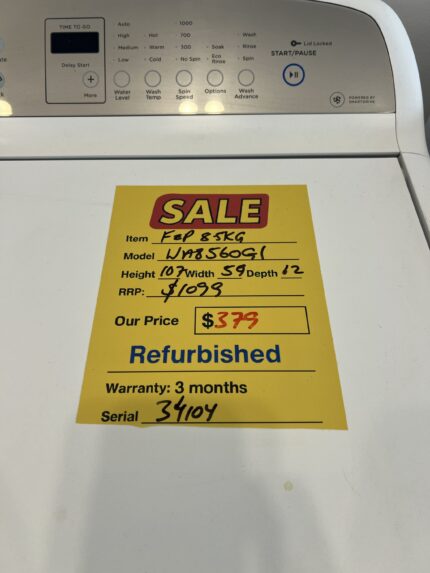 TIME TO GO
Delay Start
More
Auto
High
Medium
Low
Water Level
Hot
Warm
Cold
Wash Temp
1000
700
300
No Spin
Spin Speed
Soak
Eco Rinse
Options
Wash
Rinse
Spin
Wash Advance
Lid Locked
START/PAUSE
POWERED BY SMARTDRIVE
SALE
Item F&P 8.5KG
Model WA8560G1
Height 107 Width 59 Depth 62
RRP: $1099
Our Price $379
Refurbished
Warranty: 3 months
Serial 34104